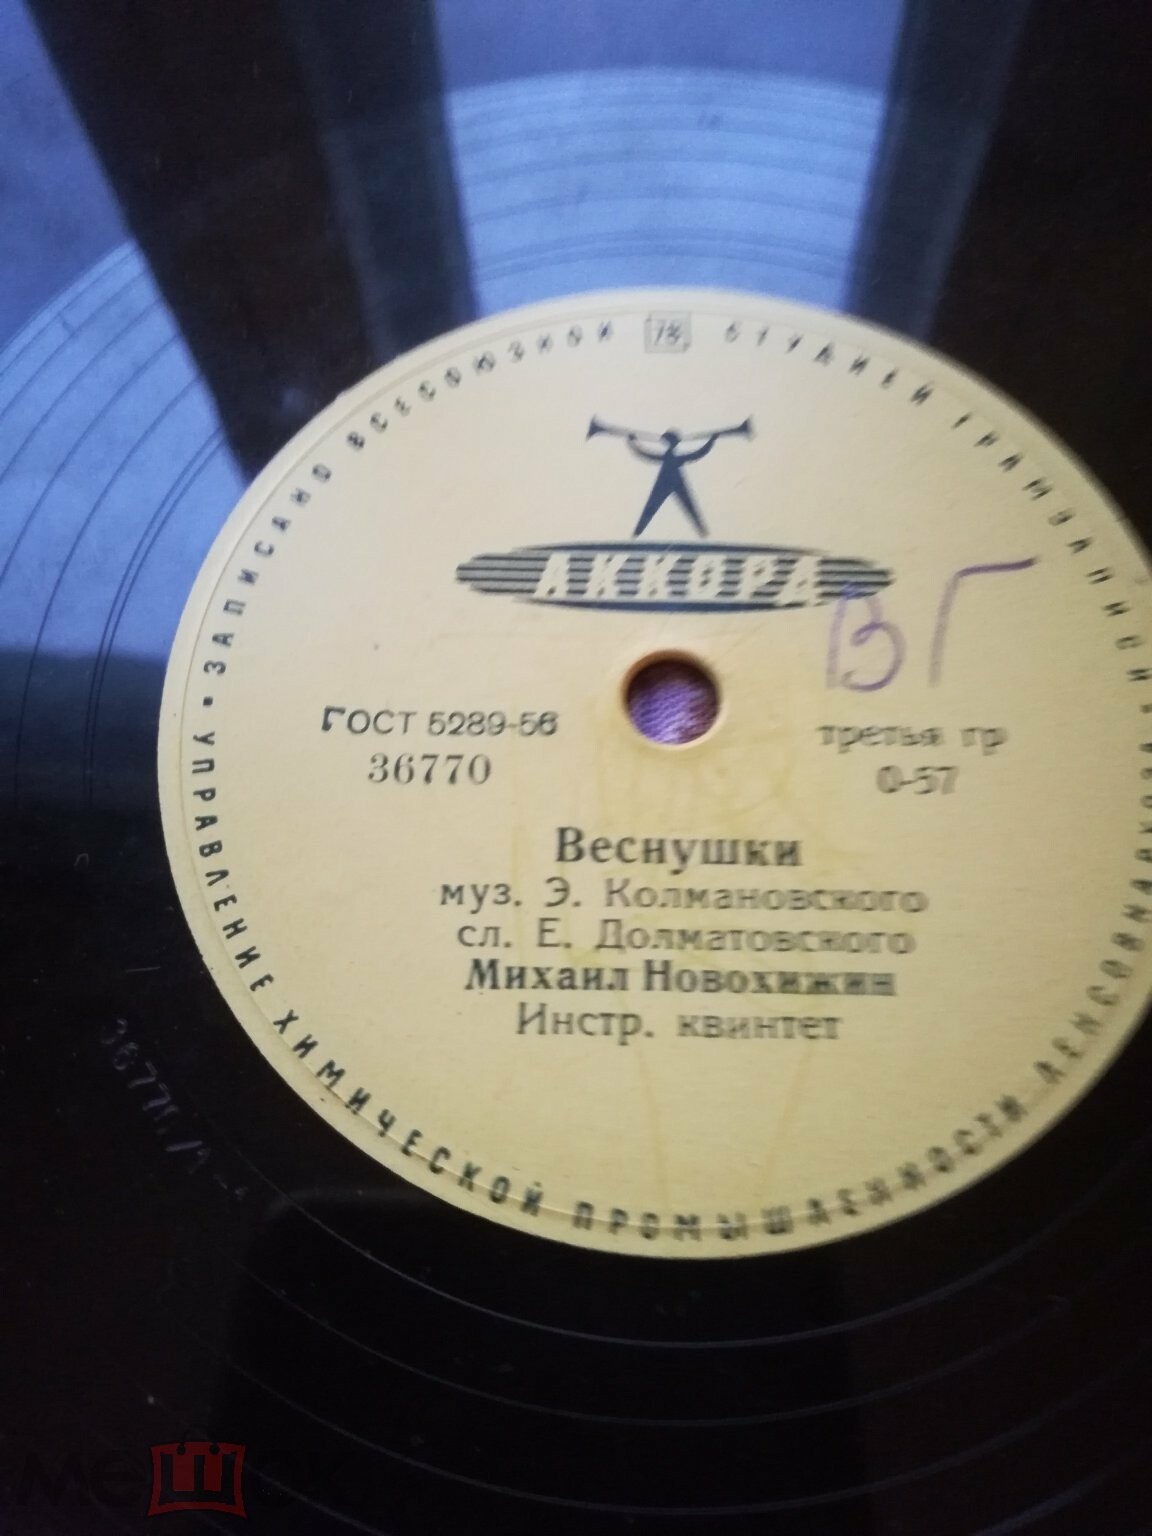 ЗАПИСАНО ВСЕСОЮЗНОЙ 78 СТУДИЕЙ ГРАМЗАПИСИ
АККОРД
ВГ
ГОСТ 5289-56
36770
третья гр
0-57
Веснушки
муз. Э. Колмановского
сл. Е. Долматовского
Михаил Новохижин
Инстр. квинтет
УПРАВЛЕНИЕ ХИМИЧЕСКОЙ ПРОМЫШЛЕННОСТИ ЛЕНСОВНАРХОЗА
мешок